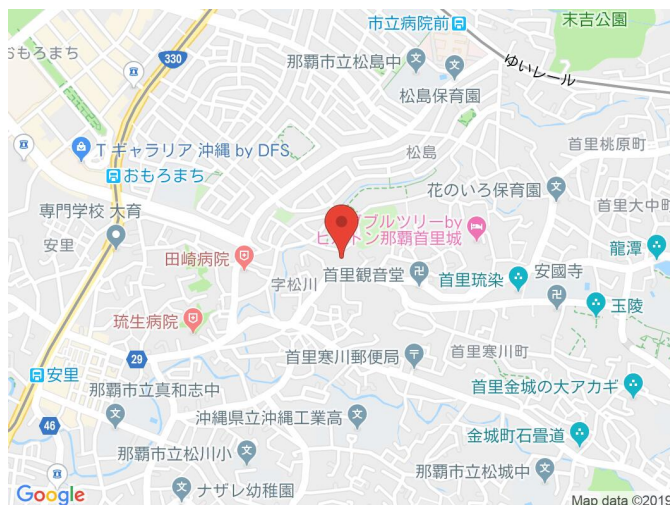 市立病院前
末吉公園
おもろまち
330
那覇市立松島中
ゆいレール
松島保育園
T ギャラリア 沖縄 by DFS
松島
首里桃原町
おもろまち
花のいろ保育園
首里大中町
専門学校 大育
安里
ブルツリーby
ヒルトン那覇首里城
田崎病院
龍潭
首里観音堂
首里琉染
安國寺
字松川
玉陵
琉生病院
29
首里寒川郵便局
首里寒川町
安里
那覇市立真和志中
首里金城の大アカギ
46
沖縄県立沖縄工業高
金城町石畳道
那覇市立松川小
那覇市立松城中
ナザレ幼稚園
Google
Map data ©2019